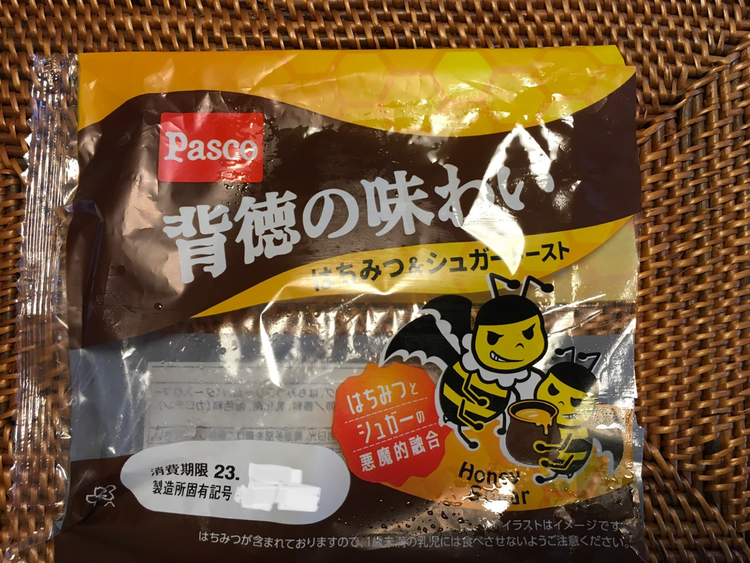 Pasco
背徳の味わい
はちみつ&シュガートースト
はちみつと
シュガーの
悪魔的融合
Honey
消費期限 23.
製造所固有記号
イラストはイメージです。
はちみつが含まれておりますので、1歳未満の乳児には食べさせないようご注意ください。